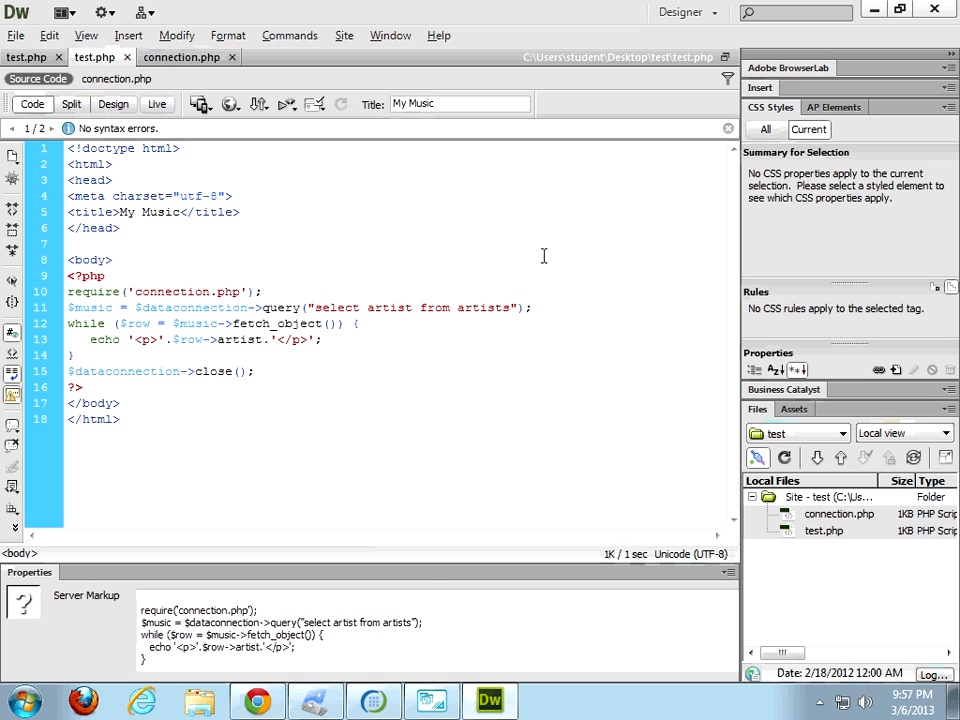 Dw
Designer
File Edit View Insert Modify Format Commands Site Window Help
test.php test.php connection.php C:\Users\student\Desktop\test\test.php
Source Code connection.php
Code Split Design Live Title: My Music
1 / 2 No syntax errors.
1 <!doctype html>
2 <html>
3 <head>
4 <meta charset="utf-8">
5 <title>My Music</title>
6 </head>
7
8 <body>
9 <?php
10 require('connection.php');
11 $music = $dataconnection->query("select artist from artists");
12 while ($row = $music->fetch_object()) {
13 echo '<p>'.$row->artist.'</p>';
14 }
15 $dataconnection->close();
16 ?>
17 </body>
18 </html>
<body>
1K / 1 sec Unicode (UTF-8)
Properties
Server Markup
require('connection.php');
$music = $dataconnection->query("select artist from artists");
while ($row = $music->fetch_object()) {
echo '<p>'.$row->artist.'</p>';
}
Adobe BrowserLab
Insert
CSS Styles AP Elements
All Current
Summary for Selection
No CSS properties apply to the current
selection. Please select a styled element to
see which CSS properties apply.
Rules
No CSS rules apply to the selected tag.
Properties
Business Catalyst
Files Assets
test Local view
Local Files Size Type
Site - test (C:\Us... Folder
connection.php 1KB PHP Scrip
test.php 1KB PHP Scrip
Date: 2/18/2012 12:00 AM Log...
Dw
9:57 PM
3/6/2013